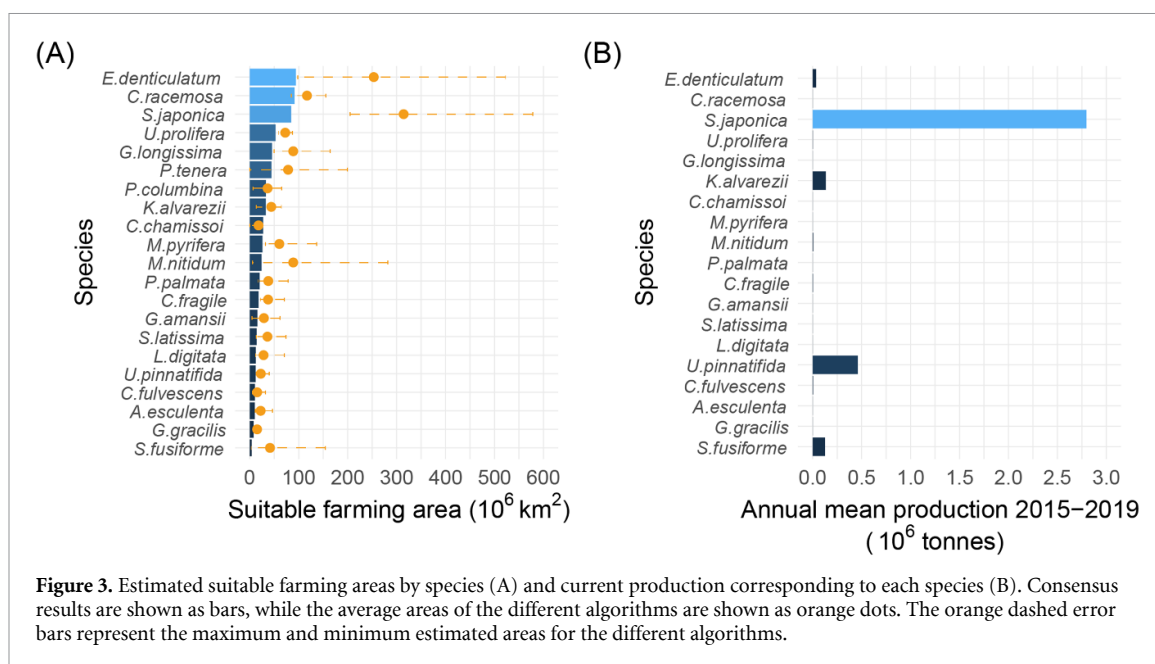 (A)
E.denticulatum
C.racemosa
S.japonica
U.prolifera
G.longissima
P.tenera
P.columbina
K.alvarezii
C.chamissoi
M.pyrifera
M.nitidum
P.palmata
C.fragile
G.amansii
S.latissima
L.digitata
U.pinnatifida
C.fulvescens
A.esculenta
G.gracilis
S.fusiforme
Species
0 100 200 300 400 500 600
Suitable farming area (10⁶ km²)
(B)
E.denticulatum
C.racemosa
S.japonica
U.prolifera
G.longissima
K.alvarezii
C.chamissoi
M.pyrifera
M.nitidum
P.palmata
C.fragile
G.amansii
S.latissima
L.digitata
U.pinnatifida
C.fulvescens
A.esculenta
G.gracilis
S.fusiforme
Species
0.0 0.5 1.0 1.5 2.0 2.5 3.0
Annual mean production 2015−2019
( 10⁶ tonnes)
Figure 3. Estimated suitable farming areas by species (A) and current production corresponding to each species (B). Consensus
results are shown as bars, while the average areas of the different algorithms are shown as orange dots. The orange dashed error
bars represent the maximum and minimum estimated areas for the different algorithms.